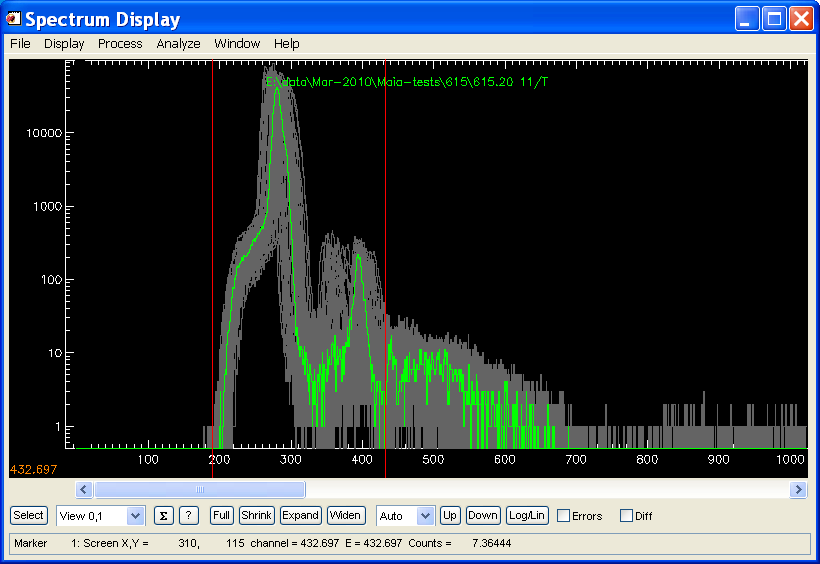 Spectrum Display
File Display Process Analyze Window Help
E:\data\Mar-2010\Maia-tests\615\615.20 11/T
10000
1000
100
10
1
100 200 300 400 500 600 700 800 900 1000
432.697
Select View 0,1 Σ ? Full Shrink Expand Widen Auto Up Down Log/Lin Errors Diff
Marker 1: Screen X,Y = 310, 115 channel = 432.697 E = 432.697 Counts = 7.36444